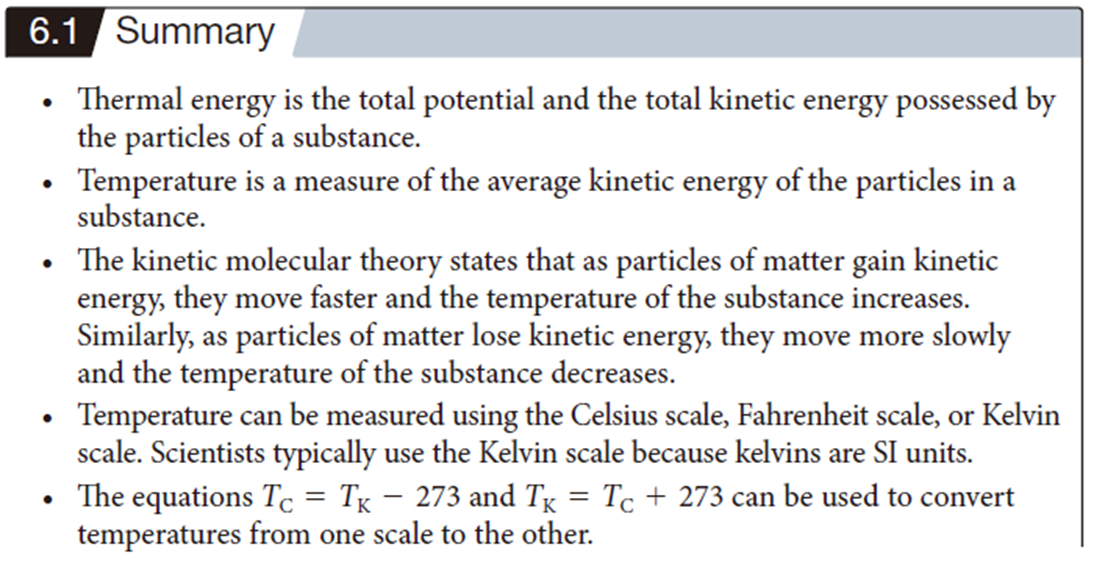 6.1 Summary
• Thermal energy is the total potential and the total kinetic energy possessed by
the particles of a substance.
• Temperature is a measure of the average kinetic energy of the particles in a
substance.
• The kinetic molecular theory states that as particles of matter gain kinetic
energy, they move faster and the temperature of the substance increases.
Similarly, as particles of matter lose kinetic energy, they move more slowly
and the temperature of the substance decreases.
• Temperature can be measured using the Celsius scale, Fahrenheit scale, or Kelvin
scale. Scientists typically use the Kelvin scale because kelvins are SI units.
• The equations T_C = T_K − 273 and T_K = T_C + 273 can be used to convert
temperatures from one scale to the other.